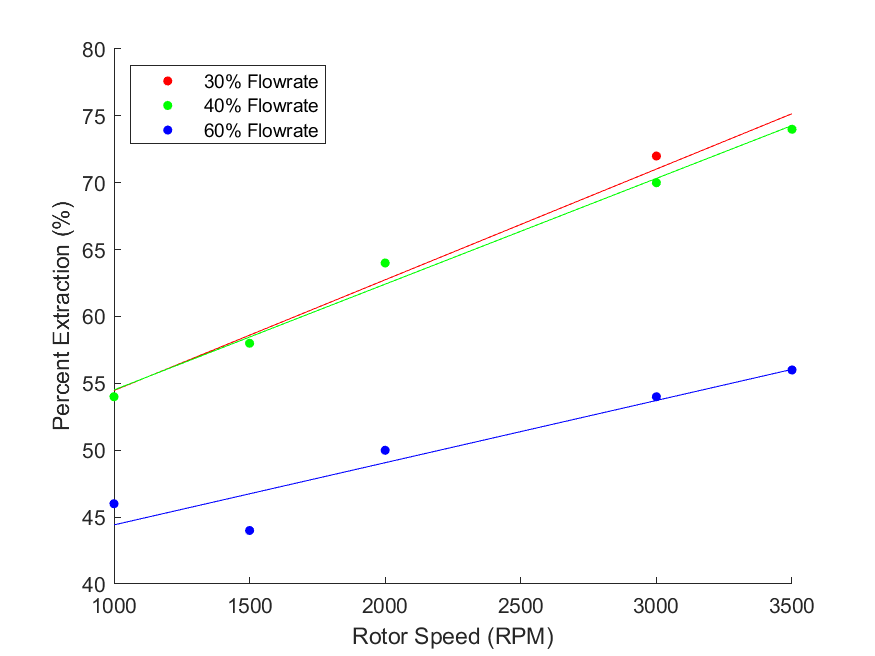 80
75
70
65
60
55
50
45
40
Percent Extraction (%)
30% Flowrate
40% Flowrate
60% Flowrate
1000 1500 2000 2500 3000 3500
Rotor Speed (RPM)